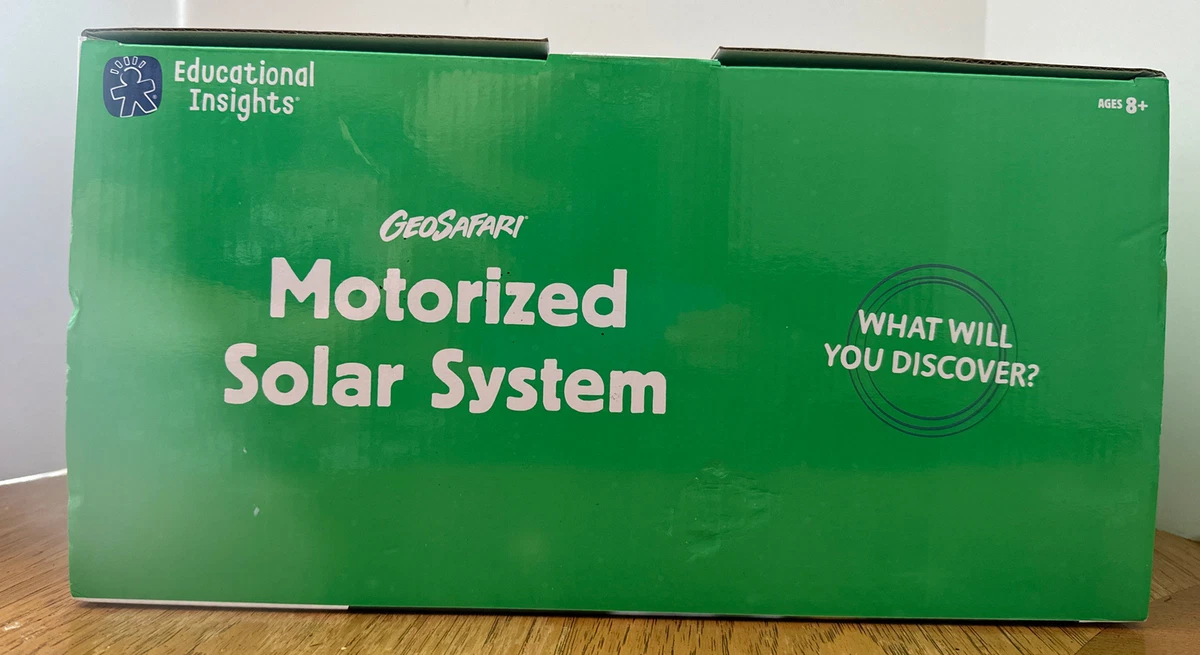 Educational
Insights
AGES 8+
GEOSAFARI
Motorized
Solar System
WHAT WILL
YOU DISCOVER?